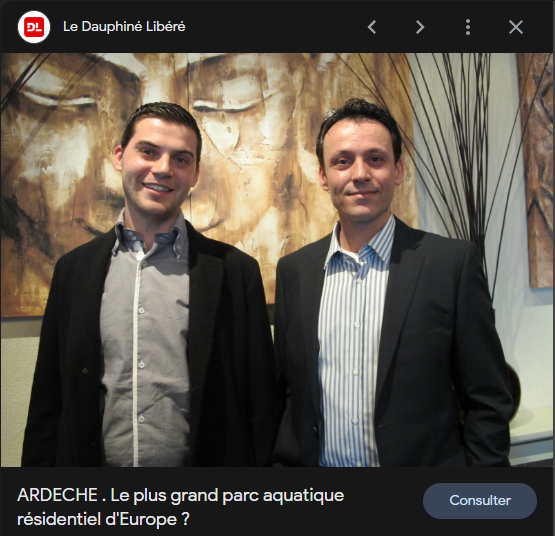 DL
Le Dauphiné Libéré
ARDECHE . Le plus grand parc aquatique
résidentiel d'Europe ?
Consulter